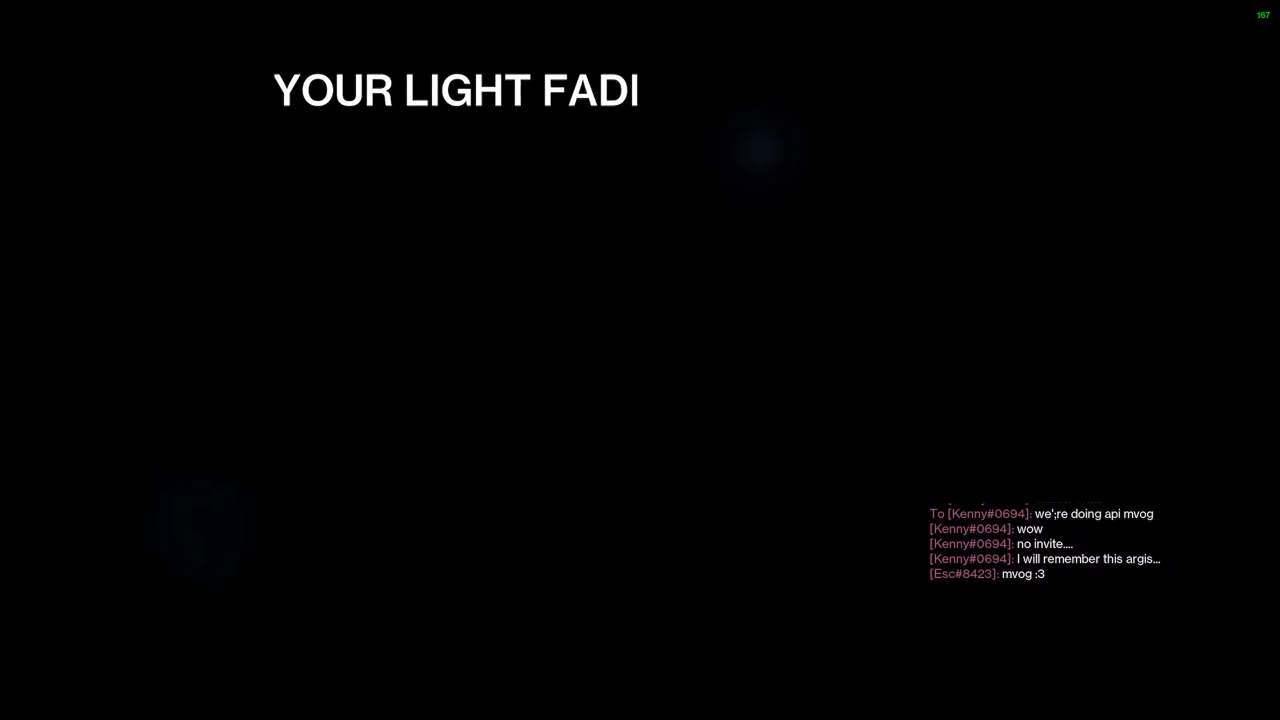 167
YOUR LIGHT FADI
To [Kenny#0694]: we';re doing api mvog
[Kenny#0694]: wow
[Kenny#0694]: no invite....
[Kenny#0694]: I will remember this argis...
[Esc#8423]: mvog :3